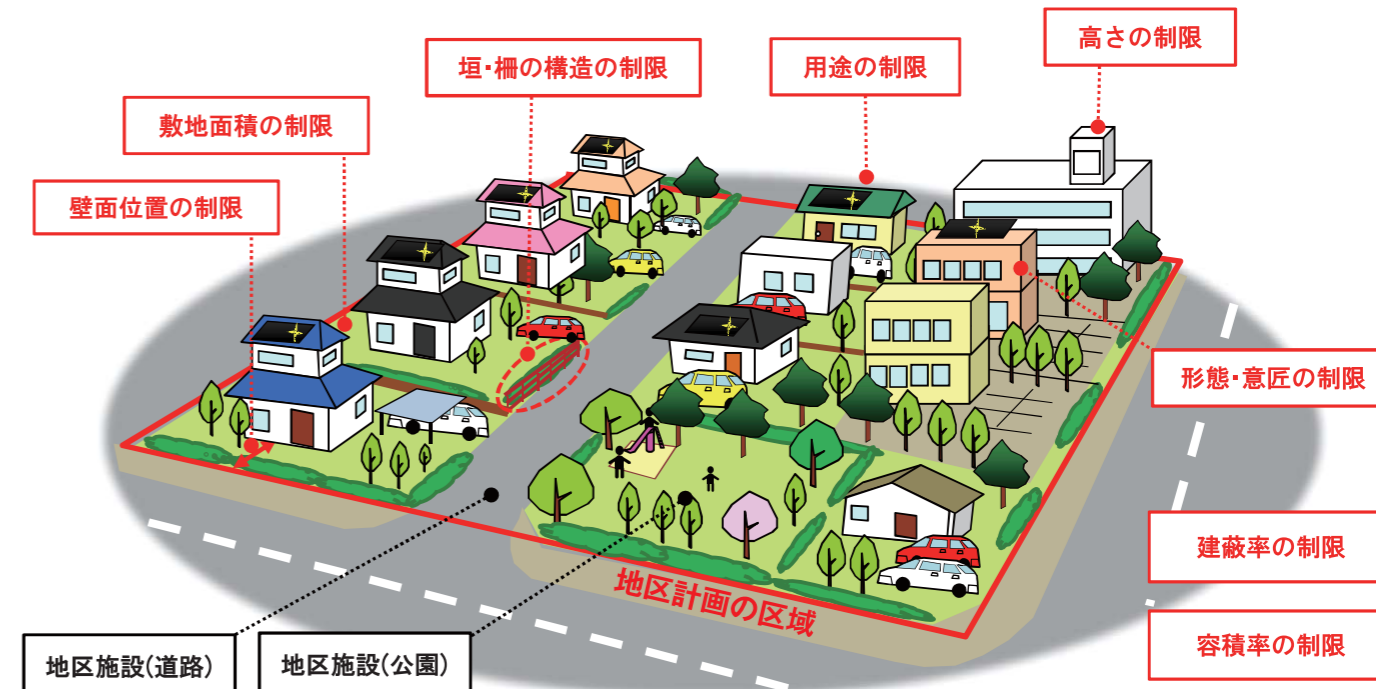 高さの制限
垣・柵の構造の制限
用途の制限
敷地面積の制限
壁面位置の制限
形態・意匠の制限
建蔽率の制限
地区計画の区域
容積率の制限
地区施設(道路)
地区施設(公園)